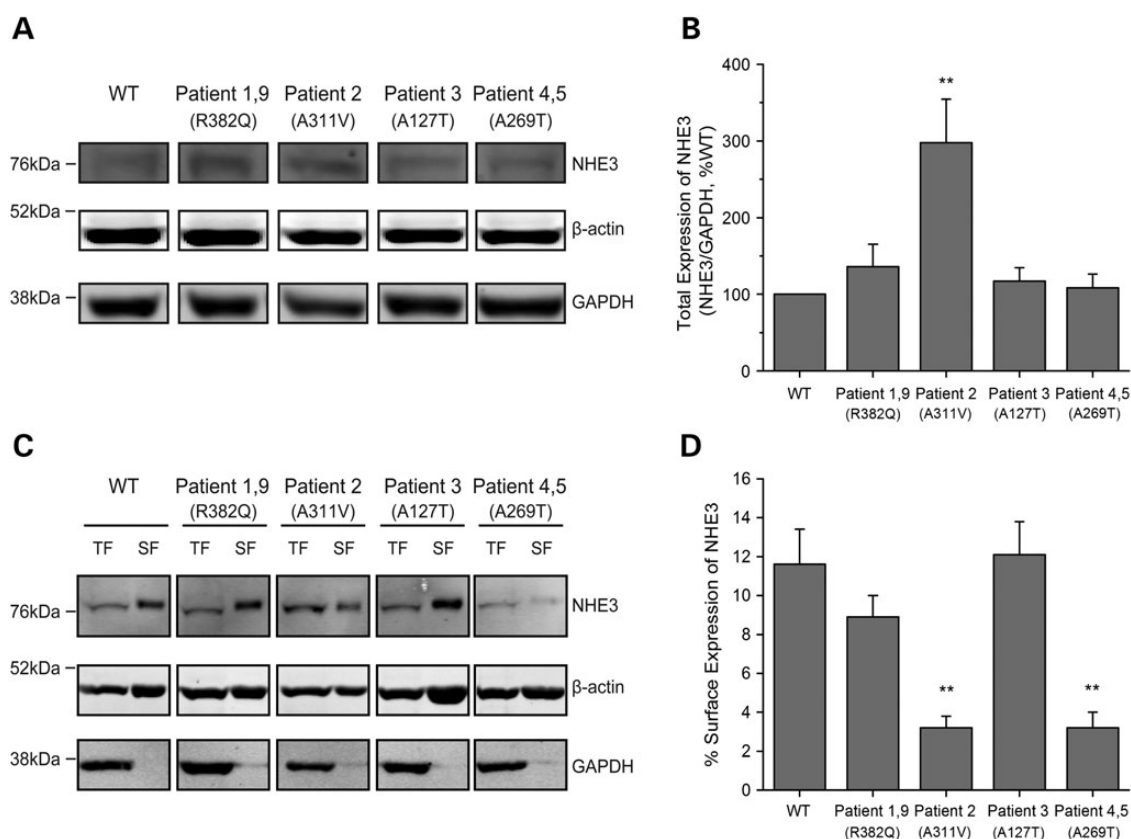 A
WT Patient 1,9 Patient 2 Patient 3 Patient 4,5
(R382Q) (A311V) (A127T) (A269T)
76kDa NHE3
52kDa
β-actin
38kDa GAPDH
B
Total Expression of NHE3
(NHE3/GAPDH, %WT)
400
300
200
100
0
**
WT Patient 1,9 Patient 2 Patient 3 Patient 4,5
(R382Q) (A311V) (A127T) (A269T)
C
WT Patient 1,9 Patient 2 Patient 3 Patient 4,5
(R382Q) (A311V) (A127T) (A269T)
TF SF TF SF TF SF TF SF TF SF
76kDa NHE3
52kDa
β-actin
38kDa GAPDH
D
% Surface Expression of NHE3
16
14
12
10
8
6
4
2
0
** **
WT Patient 1,9 Patient 2 Patient 3 Patient 4,5
(R382Q) (A311V) (A127T) (A269T)